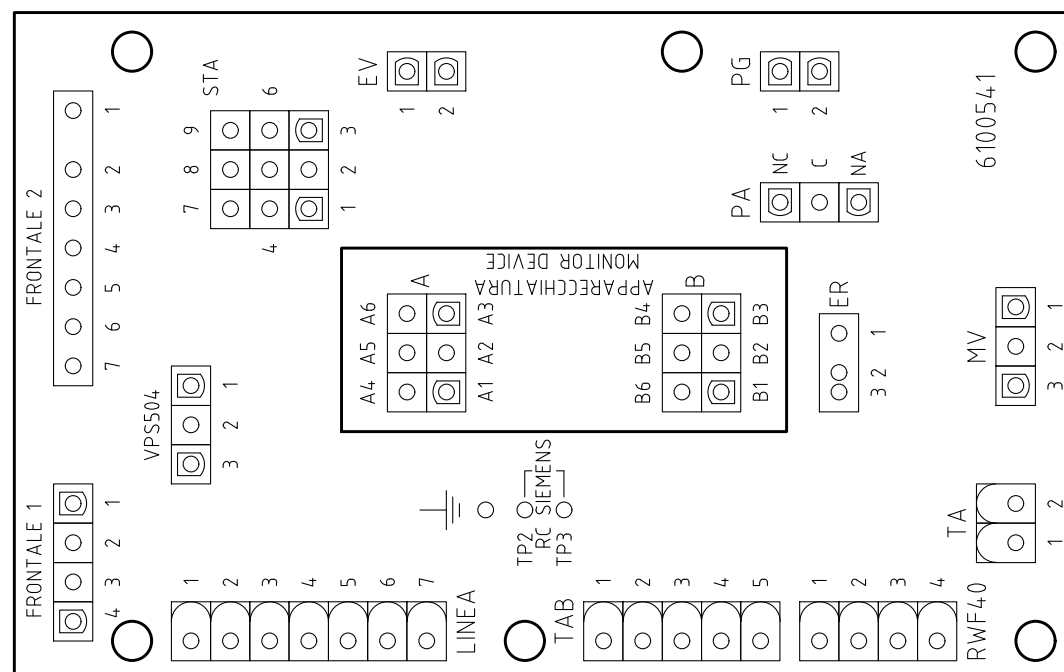 FRONTALE 2
1
2
3
4
5
6
7
STA
9
6
3
8
2
7
4
1
EV
1
2
PG
1
2
PA
NC
C
NA
6100541
APPARECCHIATURA
MONITOR DEVICE
A
A6
A3
A5
A2
A4
A1
B
B4
B3
B5
B2
B6
B1
ER
1
2
3
MV
1
2
3
VPS504
1
2
3
FRONTALE 1
1
2
3
4
TP2
RC SIEMENS
TP3
TA
2
1
1
2
3
4
5
6
7
LINEA
1
2
3
4
5
TAB
1
2
3
4
RWF40